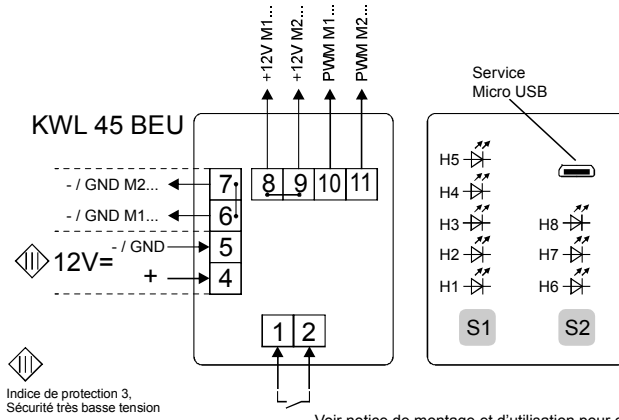 +12V M1...
+12V M2...
PWM M1...
PWM M2...
Service
Micro USB
KWL 45 BEU
8 9 10 11
- / GND M2...
7
- / GND M1...
6
- / GND
5
12V=
+
4
1 2
H5
H4
H3
H8
H2
H7
H1
H6
S1
S2
Indice de protection 3,
Sécurité très basse tension
Voir notice de montage et d'utilisation pour